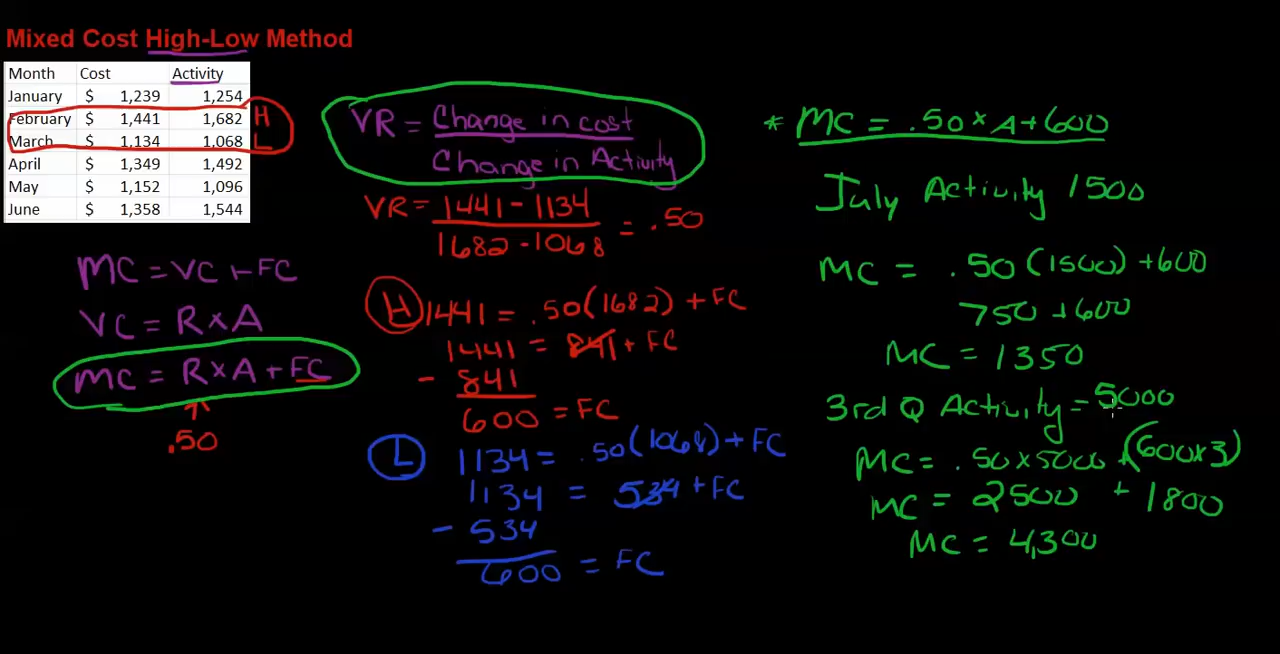 Mixed Cost High-Low Method
Month Cost Activity
January $ 1,239 1,254
February $ 1,441 1,682 H
March $ 1,134 1,068 L
April $ 1,349 1,492
May $ 1,152 1,096
June $ 1,358 1,544
MC = VC + FC
VC = R x A
MC = R x A + FC
.50
VR = Change in cost
Change in Activity
VR = 1441 - 1134 = .50
1682 - 1068
H 1441 = .50(1682) + FC
1441 = 841 + FC
- 841
600 = FC
L 1134 = .50(1068) + FC
1134 = 534 + FC
- 534
600 = FC
* MC = .50 x A + 600
July Activity 1500
MC = .50(1500) + 600
750 + 600
MC = 1350
3rd Q Activity = 5000
MC = .50 x 5000 + (600 x 3)
MC = 2500 + 1800
MC = 4,300